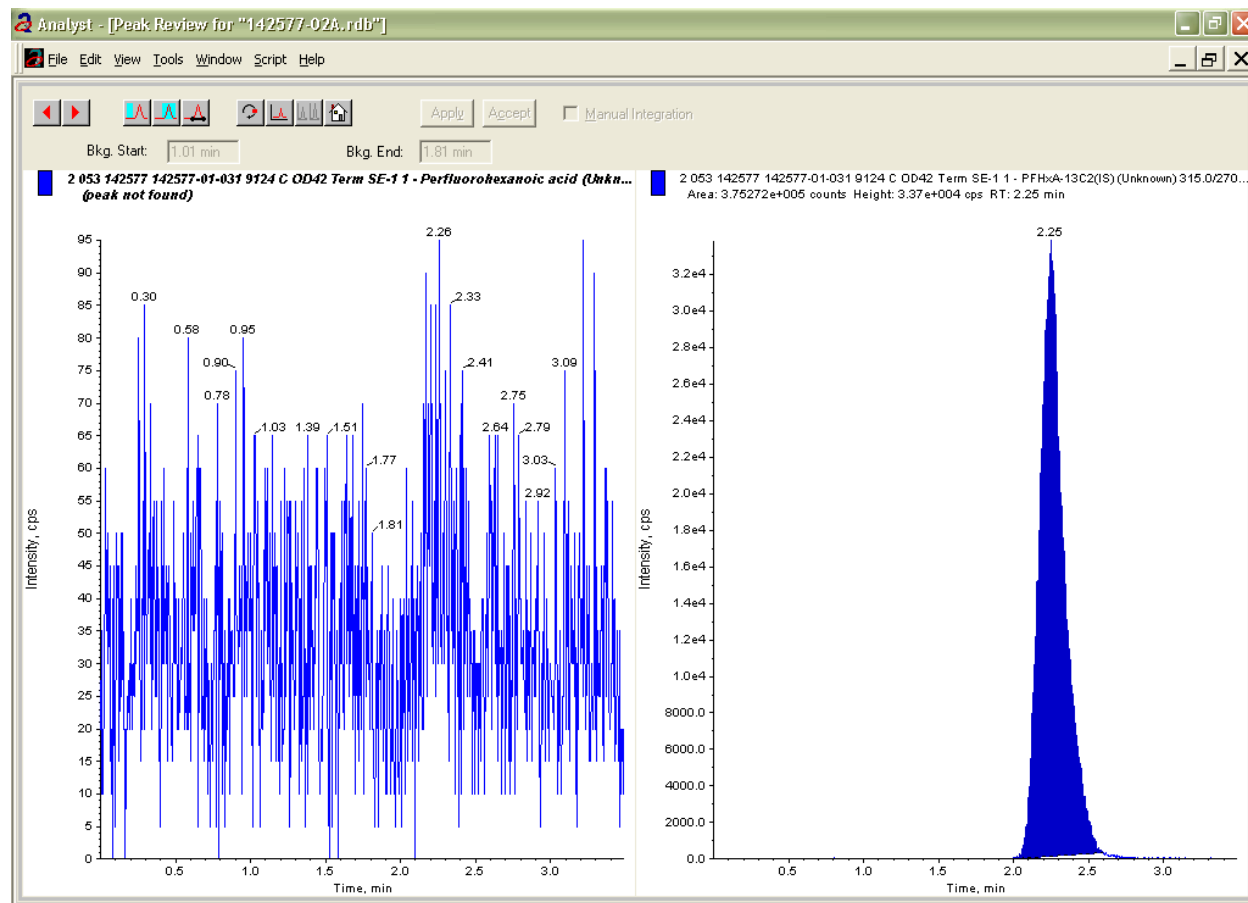 Analyst - [Peak Review for "142577-02A.rdb"]
File Edit View Tools Window Script Help
Apply Accept Manual Integration
Bkg. Start: 1.01 min Bkg. End: 1.81 min
2 053 142577 142577-01-031 9124 C OD42 Term SE-1 1 - Perfluorohexanoic acid (Unkn...
(peak not found)
2 053 142577 142577-01-031 9124 C OD42 Term SE-1 1 - PFHxA-13C2(IS) (Unknown) 315.0/270...
Area: 3.75272e+005 counts Height: 3.37e+004 cps RT: 2.25 min
Intensity, cps
95
90
85
80
75
70
65
60
55
50
45
40
35
30
25
20
15
10
5
0
2.26
0.30
2.33
0.58
0.95
0.90
2.41
3.09
0.78
2.75
1.03
1.39
1.51
2.64
2.79
1.77
3.03
2.92
1.81
0.5 1.0 1.5 2.0 2.5 3.0
Time, min
Intensity, cps
3.2e4
3.0e4
2.8e4
2.6e4
2.4e4
2.2e4
2.0e4
1.8e4
1.6e4
1.4e4
1.2e4
1.0e4
8000.0
6000.0
4000.0
2000.0
0.0
2.25
0.5 1.0 1.5 2.0 2.5 3.0
Time, min